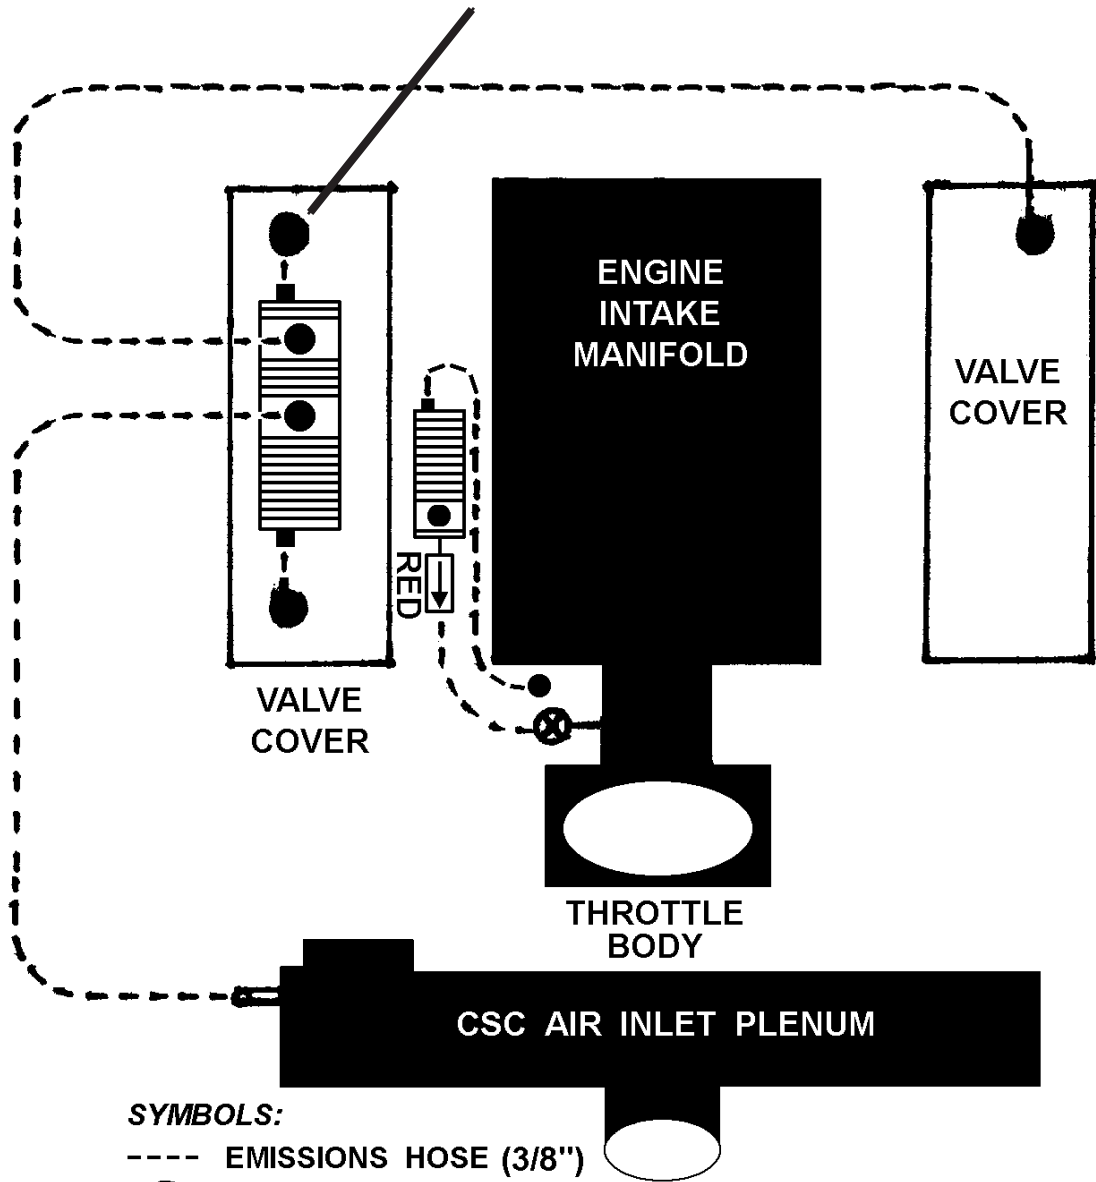 ENGINE
INTAKE
MANIFOLD
VALVE
COVER
RED
VALVE
COVER
THROTTLE
BODY
CSC AIR INLET PLENUM
SYMBOLS:
---- EMISSIONS HOSE (3/8")